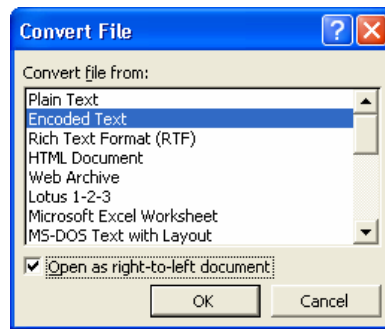 Convert File
Convert file from:
Plain Text
Encoded Text
Rich Text Format (RTF)
HTML Document
Web Archive
Lotus 1-2-3
Microsoft Excel Worksheet
MS-DOS Text with Layout
Open as right-to-left document
OK Cancel